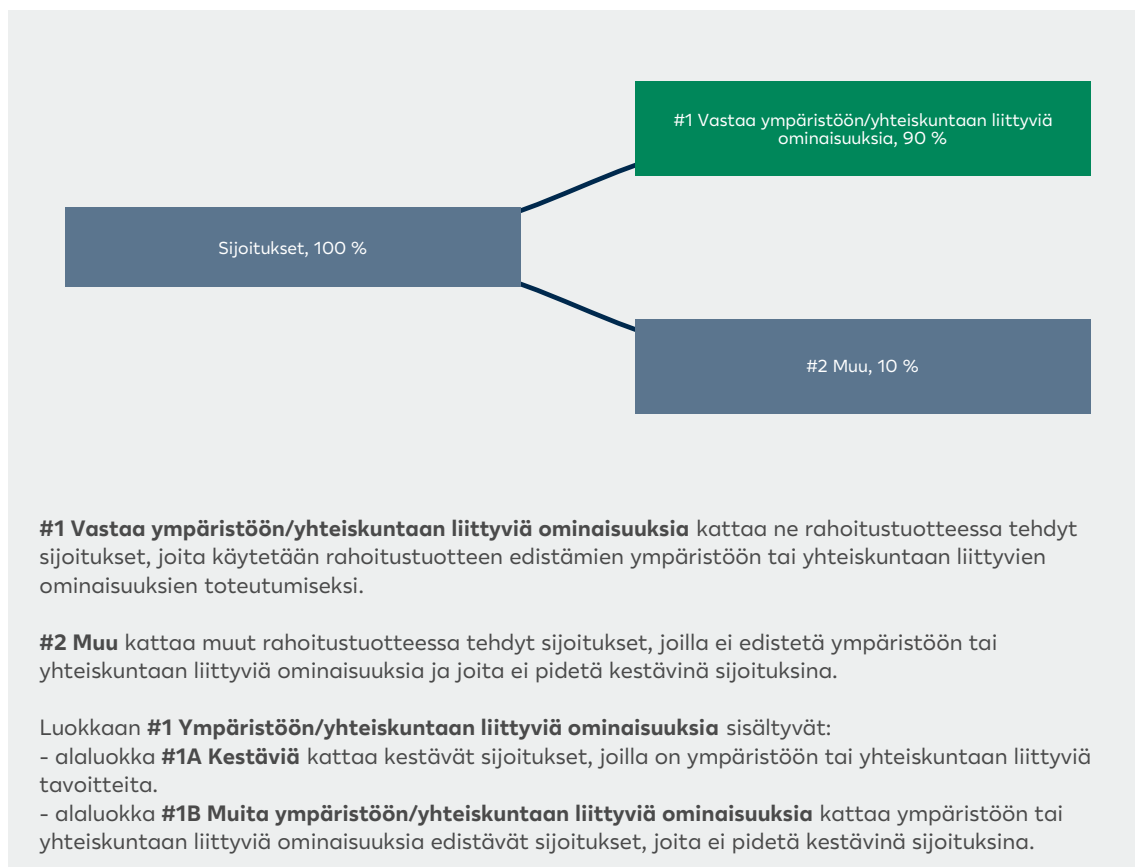 #1 Vastaa ympäristöön/yhteiskuntaan liittyviä
ominaisuuksia, 90 %
Sijoitukset, 100 %
#2 Muu, 10 %
#1 Vastaa ympäristöön/yhteiskuntaan liittyviä ominaisuuksia kattaa ne rahoitustuotteessa tehdyt
sijoitukset, joita käytetään rahoitustuotteen edistämien ympäristöön tai yhteiskuntaan liittyvien
ominaisuuksien toteutumiseksi.
#2 Muu kattaa muut rahoitustuotteessa tehdyt sijoitukset, joilla ei edistetä ympäristöön tai
yhteiskuntaan liittyviä ominaisuuksia ja joita ei pidetä kestävinä sijoituksina.
Luokkaan #1 Ympäristöön/yhteiskuntaan liittyviä ominaisuuksia sisältyvät:
- alaluokka #1A Kestäviä kattaa kestävät sijoitukset, joilla on ympäristöön tai yhteiskuntaan liittyviä
tavoitteita.
- alaluokka #1B Muita ympäristöön/yhteiskuntaan liittyviä ominaisuuksia kattaa ympäristöön tai
yhteiskuntaan liittyviä ominaisuuksia edistävät sijoitukset, joita ei pidetä kestävinä sijoituksina.